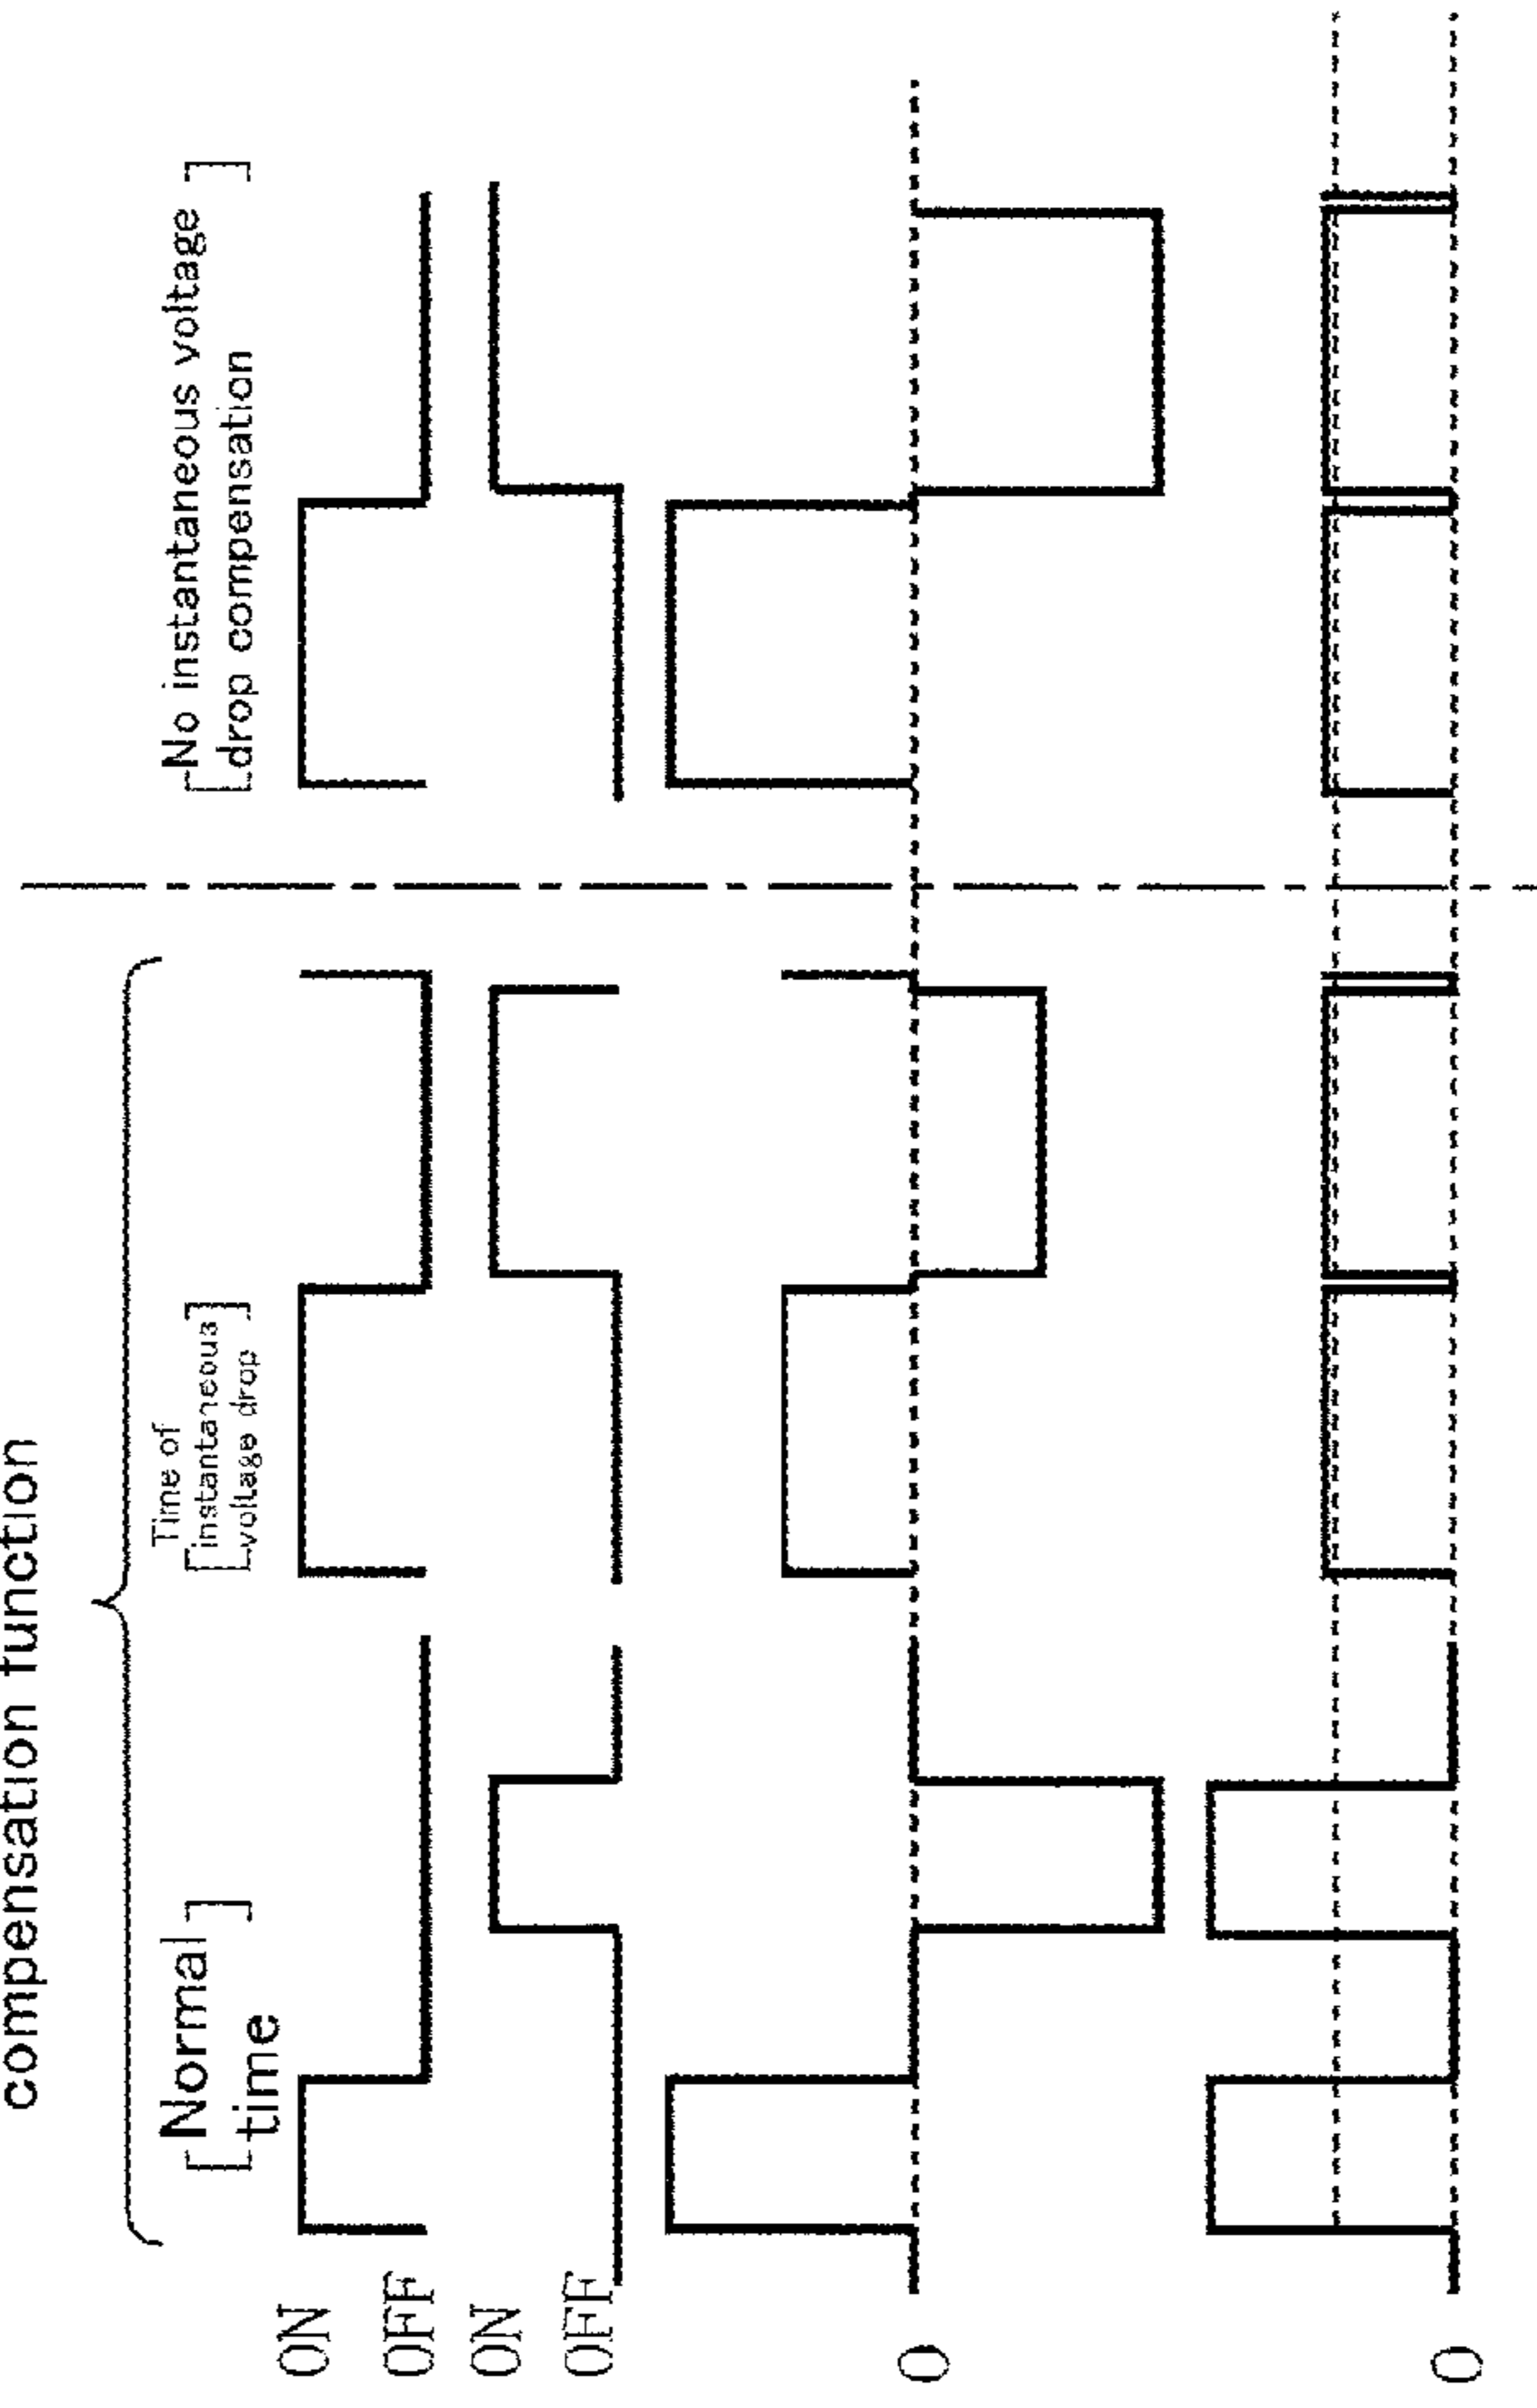 compensation function
[Normal
time]
Time of
[instantaneous
voltage drop]
[No instantaneous voltage
drop compensation]
ON
OFF
ON
OFF
0
0